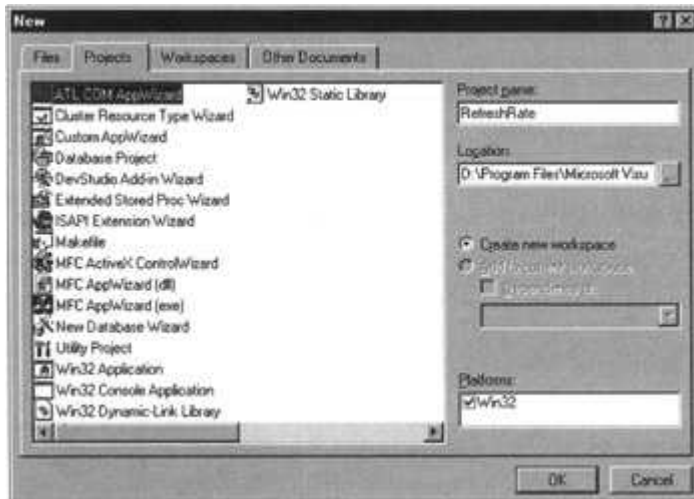 New
Files Projects Workspaces Other Documents
ATL COM AppWizard
Cluster Resource Type Wizard
Custom AppWizard
Database Project
DevStudio Add-in Wizard
Extended Stored Proc Wizard
ISAPI Extension Wizard
Makefile
MFC ActiveX ControlWizard
MFC AppWizard (dll)
MFC AppWizard (exe)
New Database Wizard
Utility Project
Win32 Application
Win32 Console Application
Win32 Dynamic-Link Library
Win32 Static Library
Project name:
RefreshRate
Location:
D:\Program Files\Microsoft Visu
...
Create new workspace
Platforms:
Win32
OK Cancel